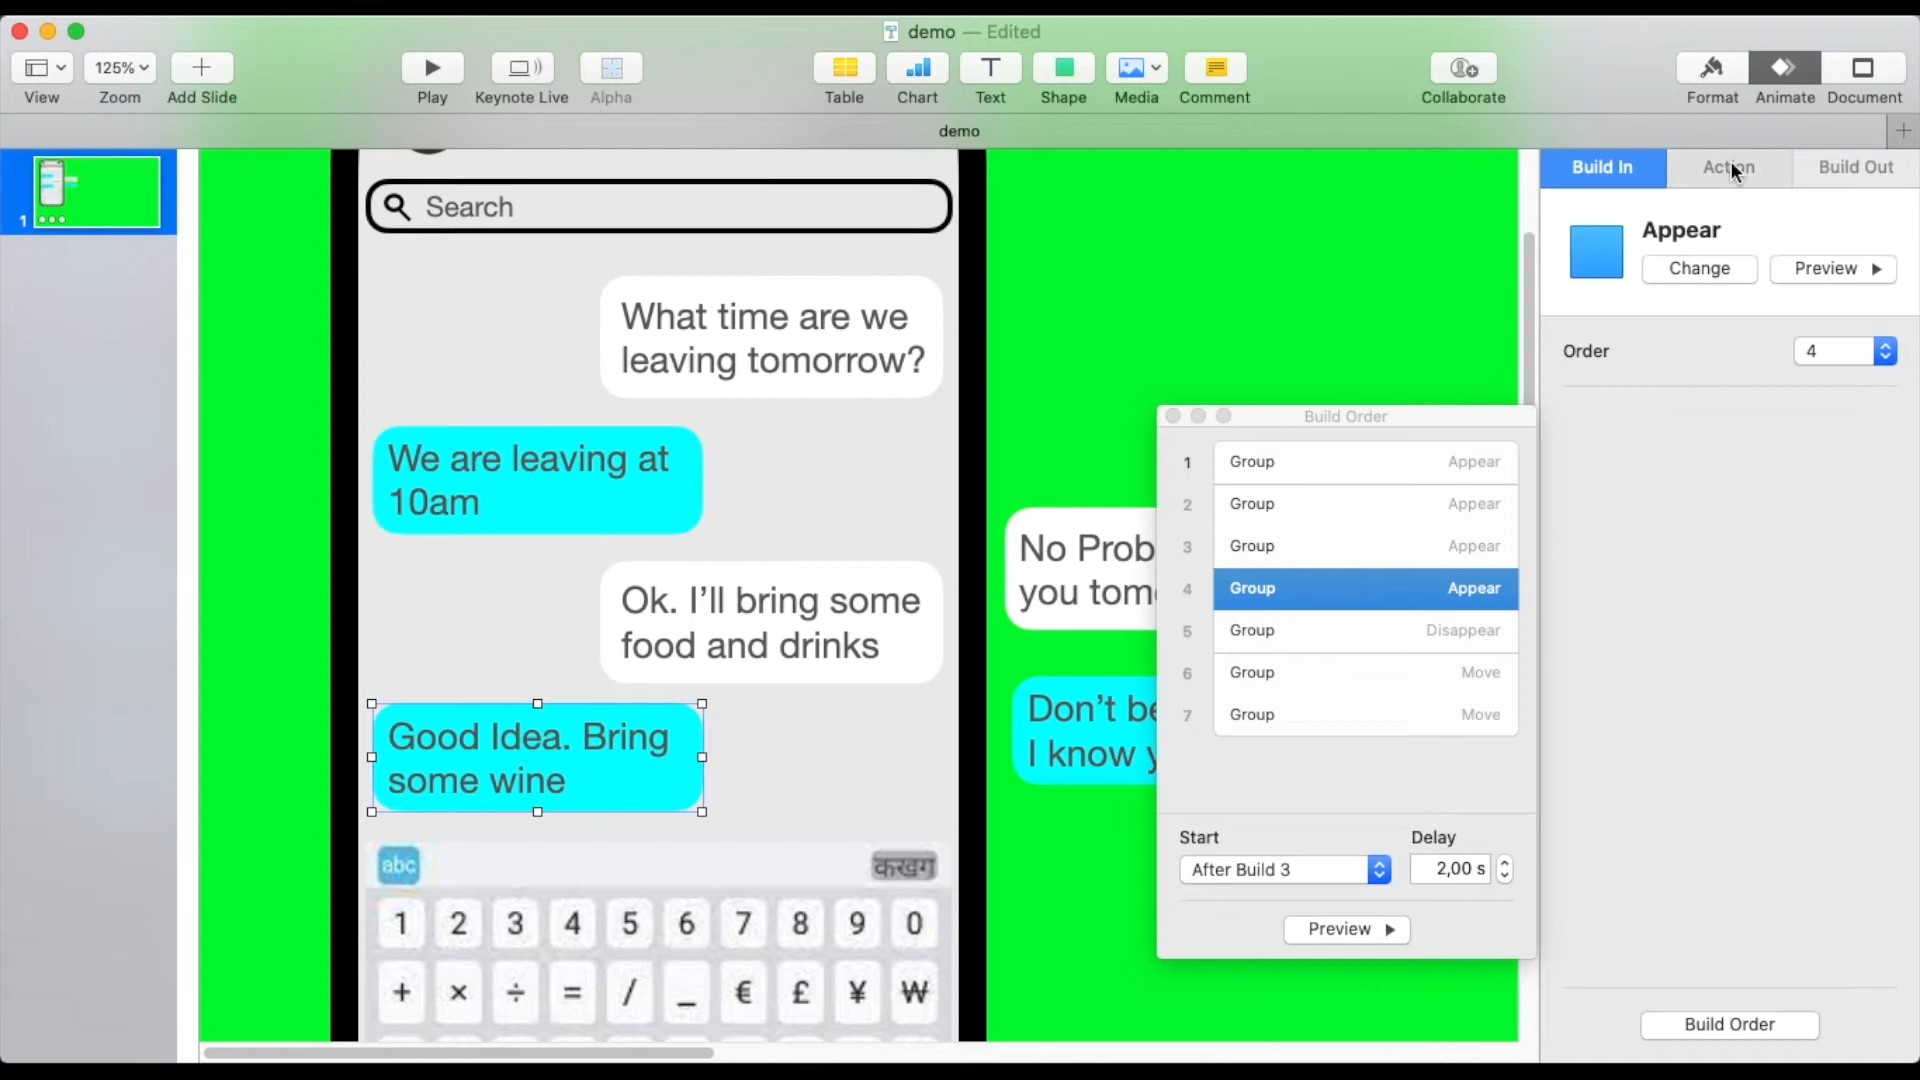 demo — Edited
125%
View
Zoom
Add Slide
Play
Keynote Live
Alpha
Table
Chart
Text
Shape
Media
Comment
Collaborate
Format
Animate
Document
demo
1
Search
What time are we
leaving tomorrow?
We are leaving at
10am
Ok. I'll bring some
food and drinks
Good Idea. Bring
some wine
abc
कखग
1 2 3 4 5 6 7 8 9 0
+ × ÷ = / _ € £ ¥ ₩
No Prob
you tom
Don't be
I know
Build Order
1 Group Appear
2 Group Appear
3 Group Appear
4 Group Appear
5 Group Disappear
6 Group Move
7 Group Move
Start
Delay
After Build 3
2,00 s
Preview
Build In
Action
Build Out
Appear
Change
Preview
Order
4
Build Order